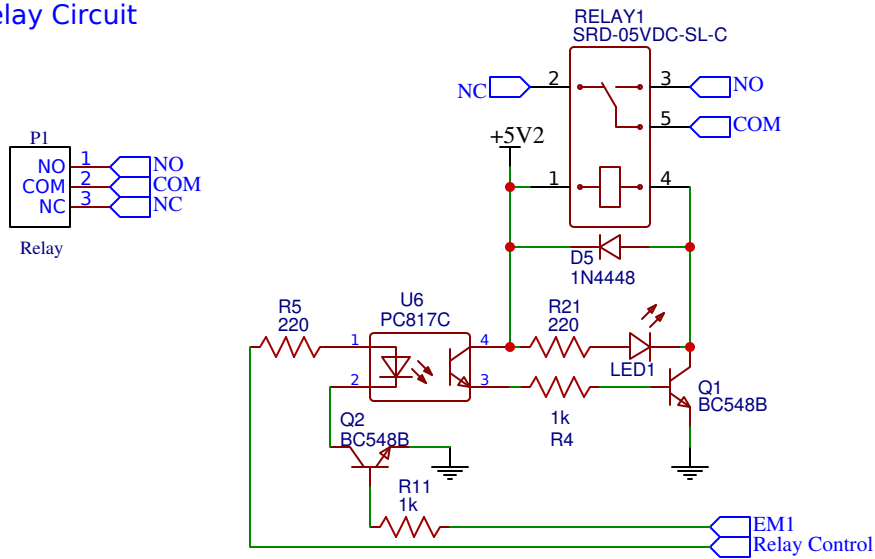 elay Circuit
RELAY1
SRD-05VDC-SL-C
NC 2 3 NO
5 COM
+5V2
1 4
P1
NO 1 NO
COM 2 COM
NC 3 NC
Relay
D5
1N4448
R5
220
U6
PC817C
R21
220
1 4
LED1
2 3
Q1
BC548B
1k
R4
Q2
BC548B
R11
1k
EM1
Relay Control